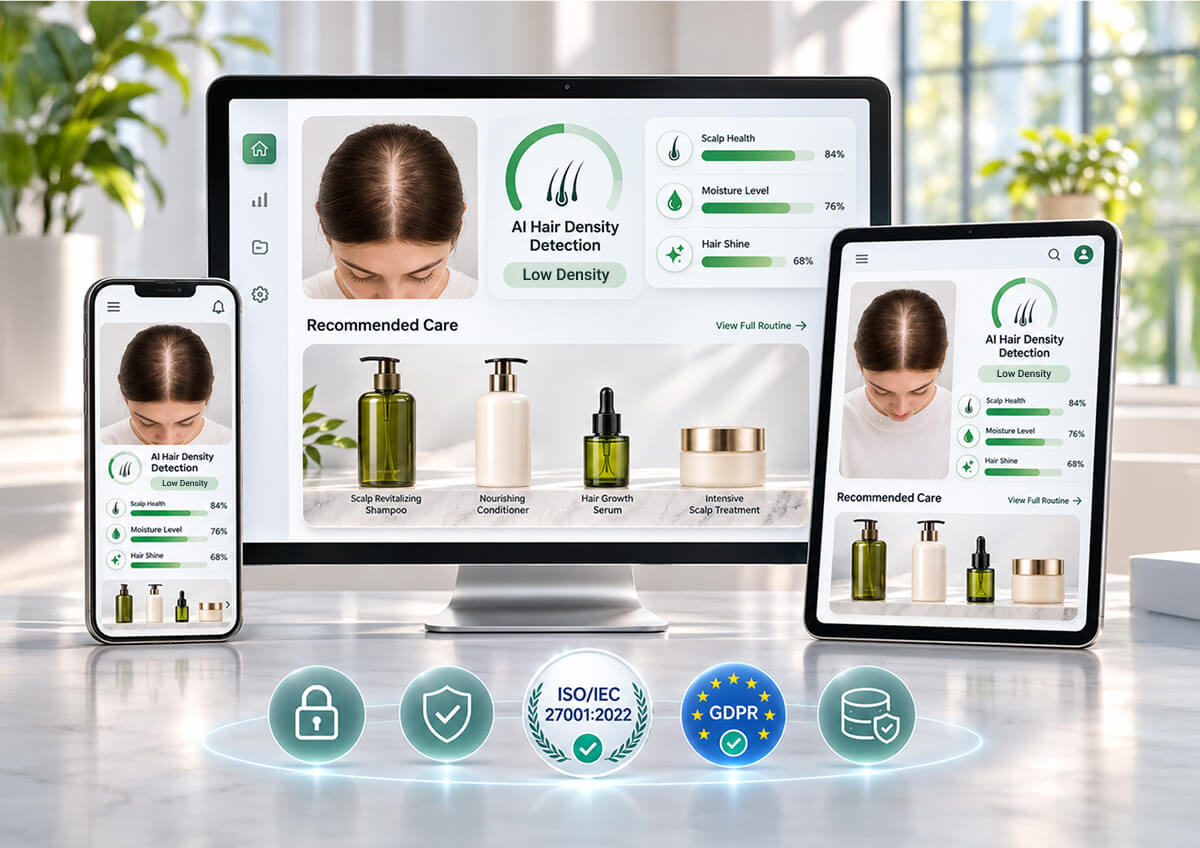 AI Hair Density
Detection
Low Density
Scalp Health
84%
Moisture Level
76%
Hair Shine
68%
Recommended Care
View Full Routine →
Scalp Revitalizing
Shampoo
Nourishing
Conditioner
Hair Growth
Serum
Intensive
Scalp Treatment
AI Hair Density
Detection
Low Density
Scalp Health
84%
Moisture Level
76%
Hair Shine
68%
AI Hair Density
Detection
Low Density
Scalp Health
84%
Moisture Level
76%
Hair Shine
68%
Recommended Care
View Full Routine →
ISO/IEC
27001:2022
GDPR